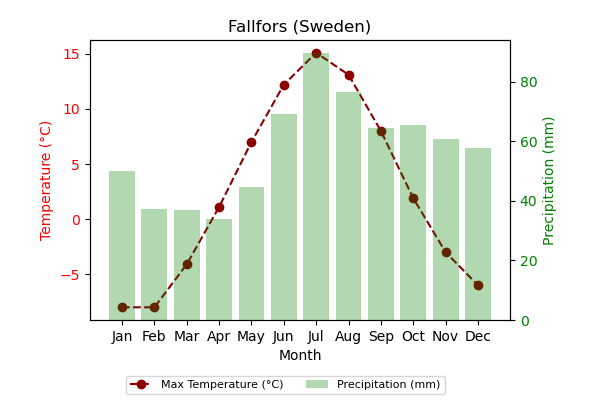 Fallfors (Sweden)
Temperature (°C)
15
10
5
0
−5
80
60
40
20
0
Precipitation (mm)
Jan Feb Mar Apr May Jun Jul Aug Sep Oct Nov Dec
Month
Max Temperature (°C) Precipitation (mm)